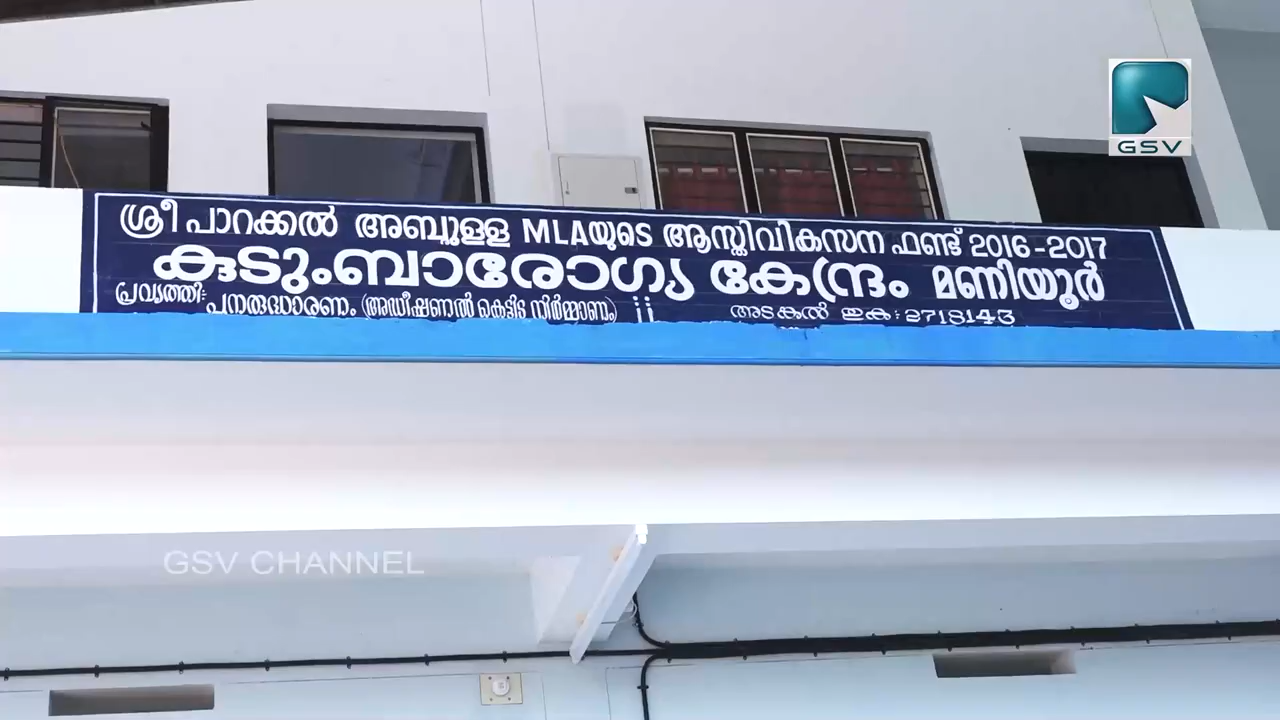 GSV
ശ്രീ പാറക്കൽ അബ്ദുള്ള MLAയുടെ ആസ്തിവികസന ഫണ്ട് 2016-2017
കുടുംബാരോഗ്യ കേന്ദ്രം മണിയൂർ
പ്രവൃത്തി: പുനരുദ്ധാരണം (അഡീഷണൽ കെട്ടിട നിർമ്മാണം) അടങ്കൽ തുക: 2718143
GSV CHANNEL